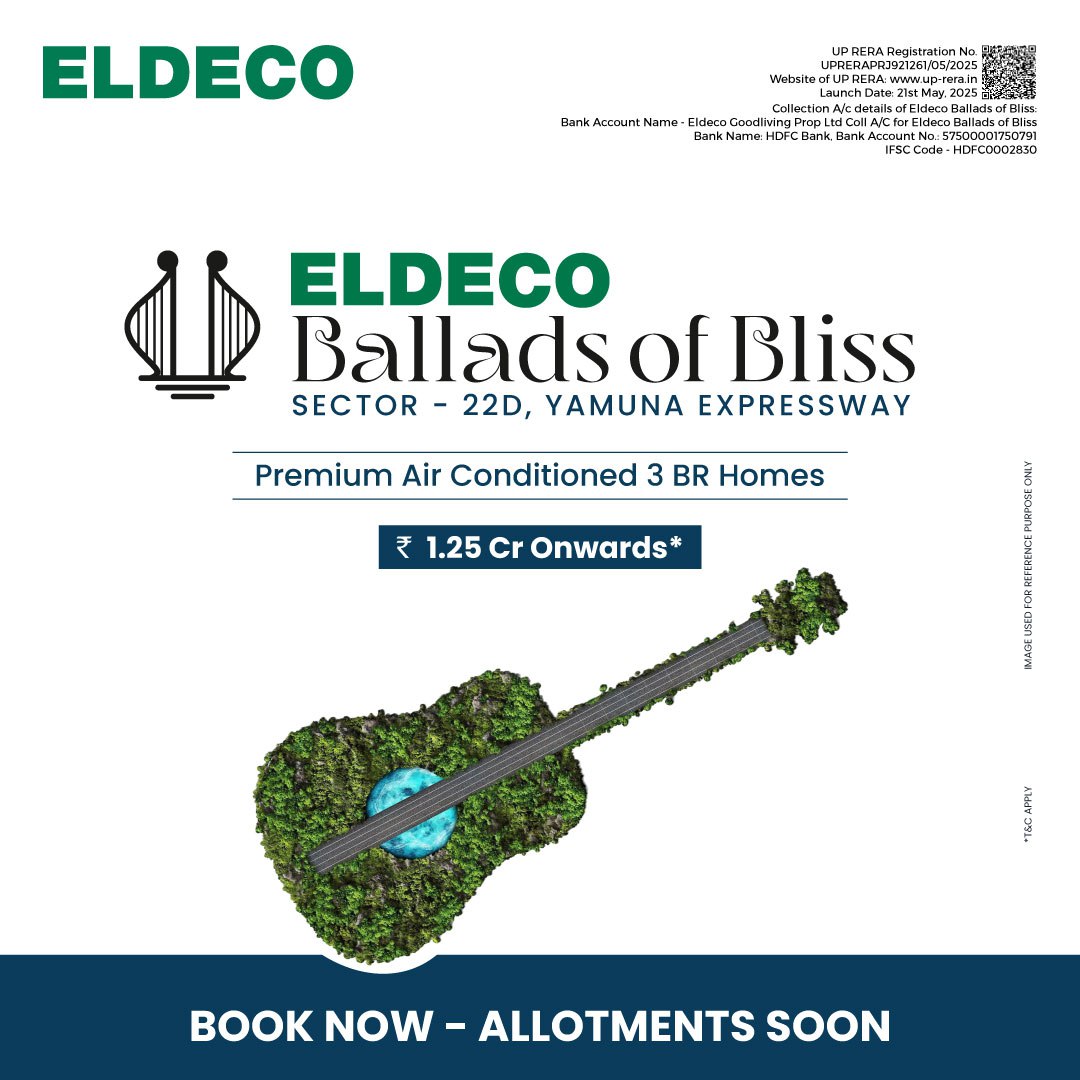 ELDECO
UP RERA Registration No.
UPRERAPRJ921261/05/2025
Website of UP RERA: www.up-rera.in
Launch Date: 21st May, 2025
Collection A/c details of Eldeco Ballads of Bliss:
Bank Account Name - Eldeco Goodliving Prop Ltd Coll A/C for Eldeco Ballads of Bliss
Bank Name: HDFC Bank, Bank Account No.: 57500001750791
IFSC Code - HDFC0002830
ELDECO
Ballads of Bliss
SECTOR - 22D, YAMUNA EXPRESSWAY
Premium Air Conditioned 3 BR Homes
₹ 1.25 Cr Onwards*
IMAGE USED FOR REFERENCE PURPOSE ONLY
*T&C APPLY
BOOK NOW – ALLOTMENTS SOON